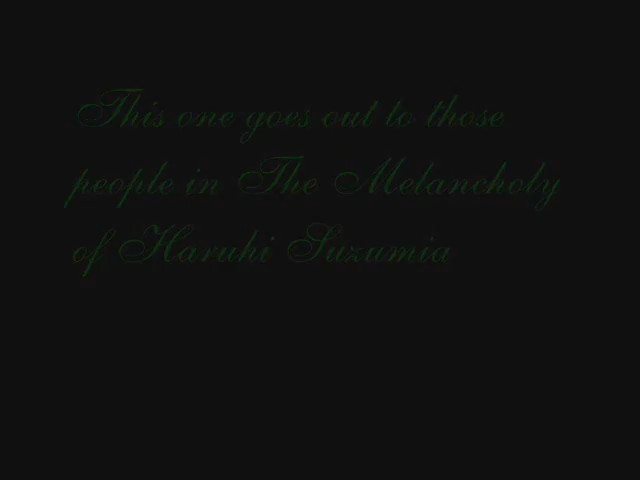 This one goes out to those
people in The Melancholy
of Haruhi Suzumia